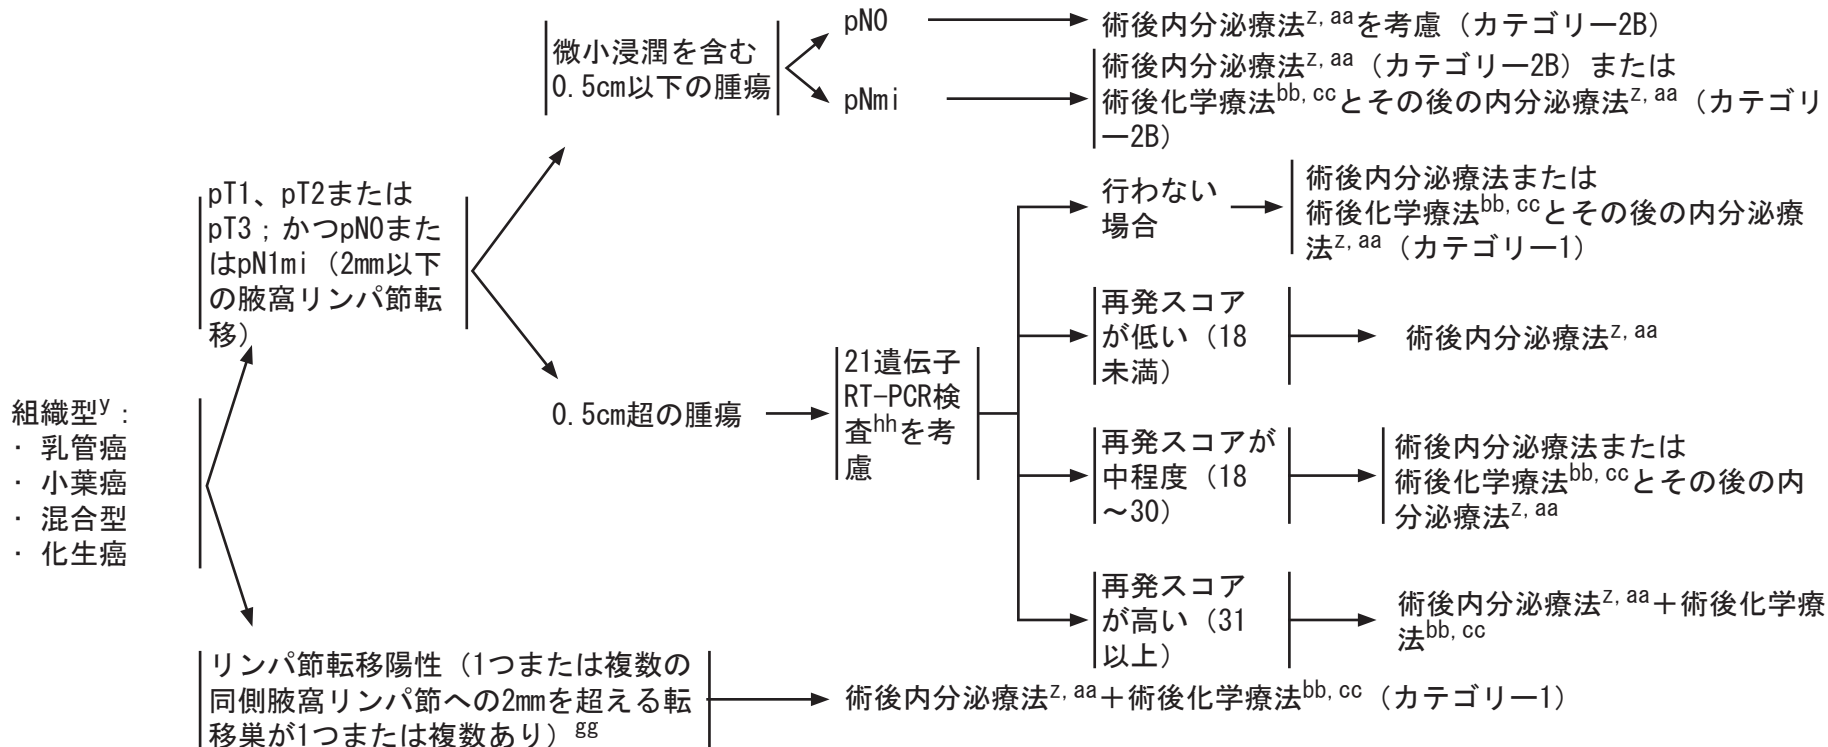 組織型y：
・ 乳管癌
・ 小葉癌
・ 混合型
・ 化生癌
pT1、pT2または
pT3；かつpN0また
はpN1mi（2mm以下
の腋窩リンパ節転
移）
微小浸潤を含む
0.5cm以下の腫瘍
pN0
術後内分泌療法z, aaを考慮（カテゴリー2B）
pNmi
術後内分泌療法z, aa（カテゴリー2B）または
術後化学療法bb, ccとその後の内分泌療法z, aa（カテゴリ
ー2B）
0.5cm超の腫瘍
21遺伝子
RT-PCR検
査hhを考
慮
行わない
場合
術後内分泌療法または
術後化学療法bb, ccとその後の内分泌療
法z, aa（カテゴリー1）
再発スコア
が低い（18
未満）
術後内分泌療法z, aa
再発スコアが
中程度（18
～30）
術後内分泌療法または
術後化学療法bb, ccとその後の内
分泌療法z, aa
再発スコア
が高い（31
以上）
術後内分泌療法z, aa＋術後化学療
法bb, cc
リンパ節転移陽性（1つまたは複数の
同側腋窩リンパ節への2mmを超える転
移巣が1つまたは複数あり）gg
術後内分泌療法z, aa＋術後化学療法bb, cc（カテゴリー1）